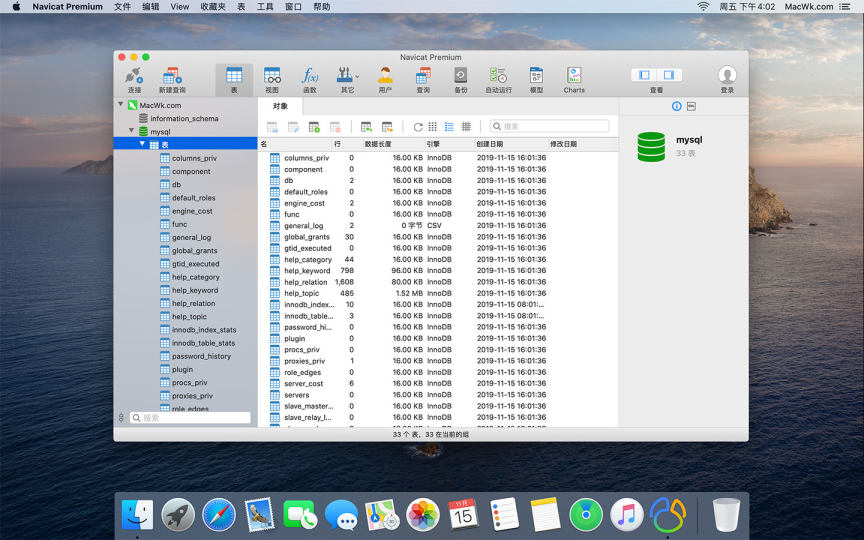 Navicat Premium 文件 编辑 View 收藏夹 表 工具 窗口 帮助 周五 下午 4:02 MacWk.com
Navicat Premium
连接 新建查询 表 视图 函数 其它 用户 查询 备份 自动运行 模型 Charts 查看 登录
MacWk.com
information_schema
mysql
表
columns_priv
component
db
default_roles
engine_cost
func
general_log
global_grants
gtid_executed
help_category
help_keyword
help_relation
help_topic
innodb_index_stats
innodb_table_stats
password_history
plugin
procs_priv
proxies_priv
role_edges
搜索
对象
搜索
名 行 数据长度 引擎 创建日期 修改日期
columns_priv 0 16.00 KB InnoDB 2019-11-15 16:01:36
component 0 16.00 KB InnoDB 2019-11-15 16:01:36
db 2 16.00 KB InnoDB 2019-11-15 16:01:36
default_roles 0 16.00 KB InnoDB 2019-11-15 16:01:36
engine_cost 2 16.00 KB InnoDB 2019-11-15 16:01:36
func 0 16.00 KB InnoDB 2019-11-15 16:01:36
general_log 2 0 字节 CSV 2019-11-15 16:01:36
global_grants 30 16.00 KB InnoDB 2019-11-15 16:01:36
gtid_executed 0 16.00 KB InnoDB 2019-11-15 16:01:36
help_category 44 16.00 KB InnoDB 2019-11-15 16:01:36
help_keyword 798 96.00 KB InnoDB 2019-11-15 16:01:36
help_relation 1,608 80.00 KB InnoDB 2019-11-15 16:01:36
help_topic 485 1.52 MB InnoDB 2019-11-15 16:01:36
innodb_index... 10 16.00 KB InnoDB 2019-11-15 08:01:...
innodb_table... 3 16.00 KB InnoDB 2019-11-15 08:01:...
password_hi... 0 16.00 KB InnoDB 2019-11-15 16:01:36
plugin 0 16.00 KB InnoDB 2019-11-15 16:01:36
procs_priv 0 16.00 KB InnoDB 2019-11-15 16:01:36
proxies_priv 1 16.00 KB InnoDB 2019-11-15 16:01:36
role_edges 0 16.00 KB InnoDB 2019-11-15 16:01:36
server_cost 6 16.00 KB InnoDB 2019-11-15 16:01:36
servers 0 16.00 KB InnoDB 2019-11-15 16:01:36
slave_master... 0 16.00 KB InnoDB 2019-11-15 16:01:36
slave_relay_l... 0 16.00 KB InnoDB 2019-11-15 16:01:36
mysql
33 表
33 个 表，33 在当前的组
11月
15